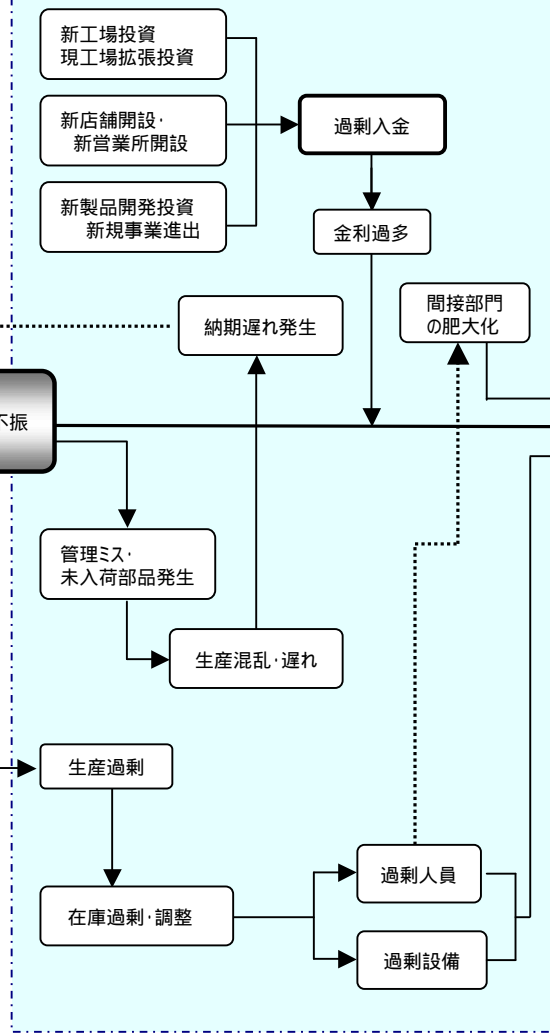 新工場投資
現工場拡張投資
新店舗開設・
新営業所開設
過剰入金
新製品開発投資
新規事業進出
金利過多
間接部門
の肥大化
納期遅れ発生
不振
管理ミス・
未入荷部品発生
生産混乱・遅れ
生産過剰
過剰人員
在庫過剰・調整
過剰設備